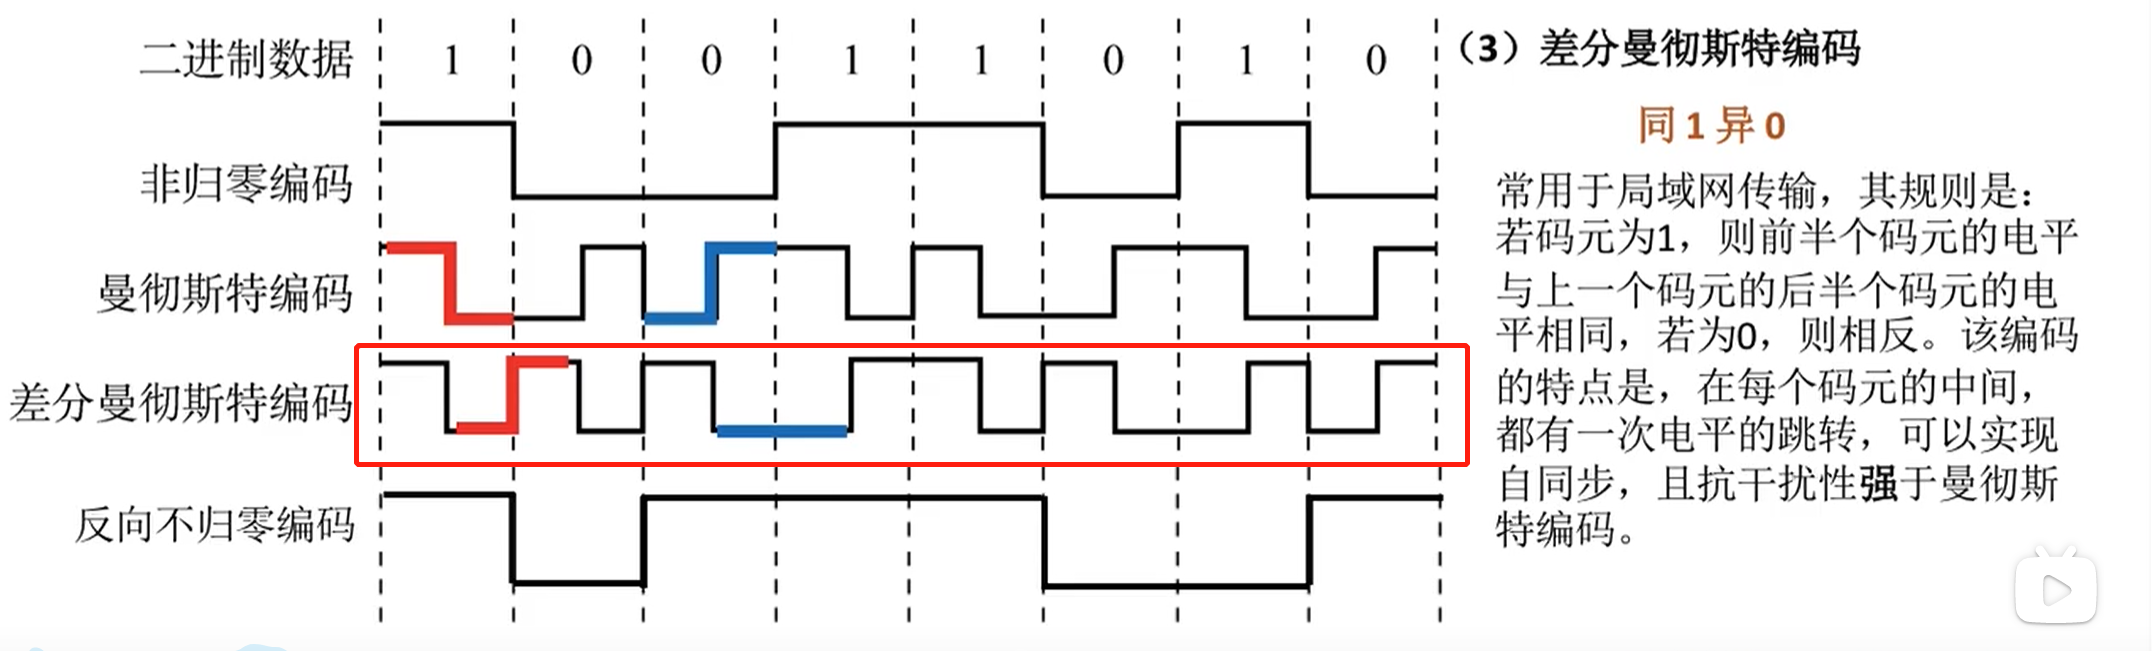 二进制数据 1 0 0 1 1 0 1 0
非归零编码
曼彻斯特编码
差分曼彻斯特编码
反向不归零编码
（3）差分曼彻斯特编码
同 1 异 0
常用于局域网传输，其规则是：
若码元为1，则前半个码元的电平
与上一个码元的后半个码元的电
平相同，若为0，则相反。该编码
的特点是，在每个码元的中间，
都有一次电平的跳转，可以实现
自同步，且抗干扰性强于曼彻斯
特编码。